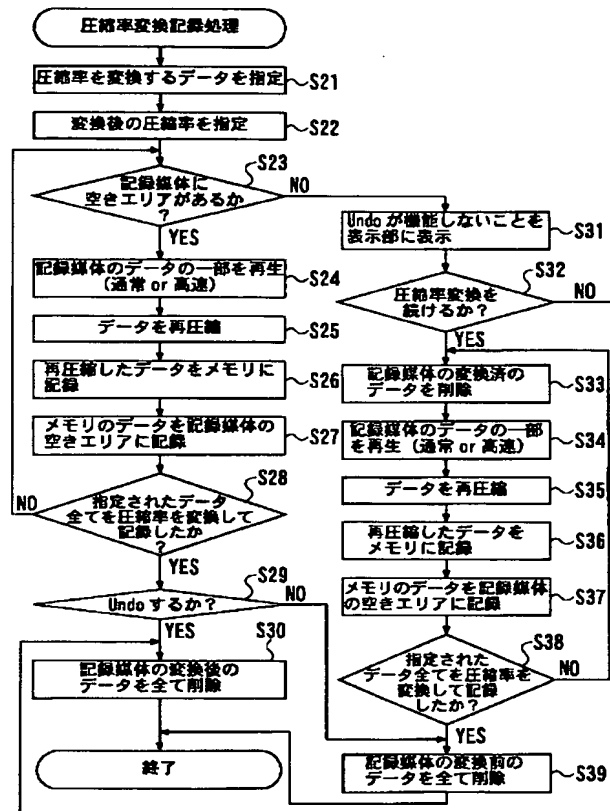 圧縮率変換記録処理
圧縮率を変換するデータを指定
S21
変換後の圧縮率を指定
S22
S23
記録媒体に
空きエリアがあるか
?
NO
YES
記録媒体のデータの一部を再生
(通常 or 高速)
S24
データを再圧縮
S25
再圧縮したデータをメモリに
記録
S26
メモリのデータを記録媒体の
空きエリアに記録
S27
S28
指定されたデータ
全てを圧縮率を変換して
記録したか
?
NO
YES
S29
Undoするか?
NO
YES
S30
記録媒体の変換後の
データを全て削除
終了
Undoが機能しないことを
表示部に表示
S31
S32
圧縮率変換を
続けるか?
NO
YES
記録媒体の変換済の
データを削除
S33
記録媒体のデータの一部
を再生(通常 or 高速)
S34
データを再圧縮
S35
再圧縮したデータを
メモリに記録
S36
メモリのデータを記録媒体
の空きエリアに記録
S37
S38
指定された
データ全てを圧縮率を
変換して記録
したか?
NO
YES
記録媒体の変換前の
データを全て削除
S39